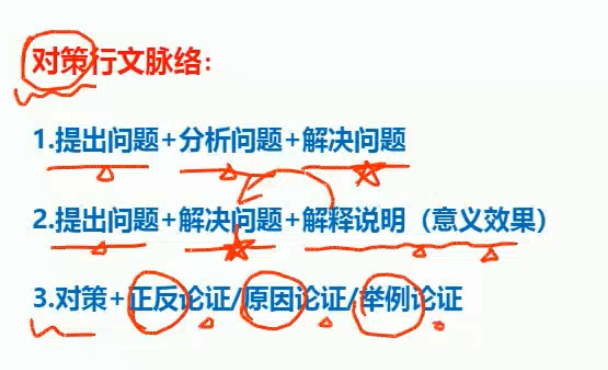 对策行文脉络：
1.提出问题+分析问题+解决问题
2.提出问题+解决问题+解释说明（意义效果）
3.对策+正反论证/原因论证/举例论证